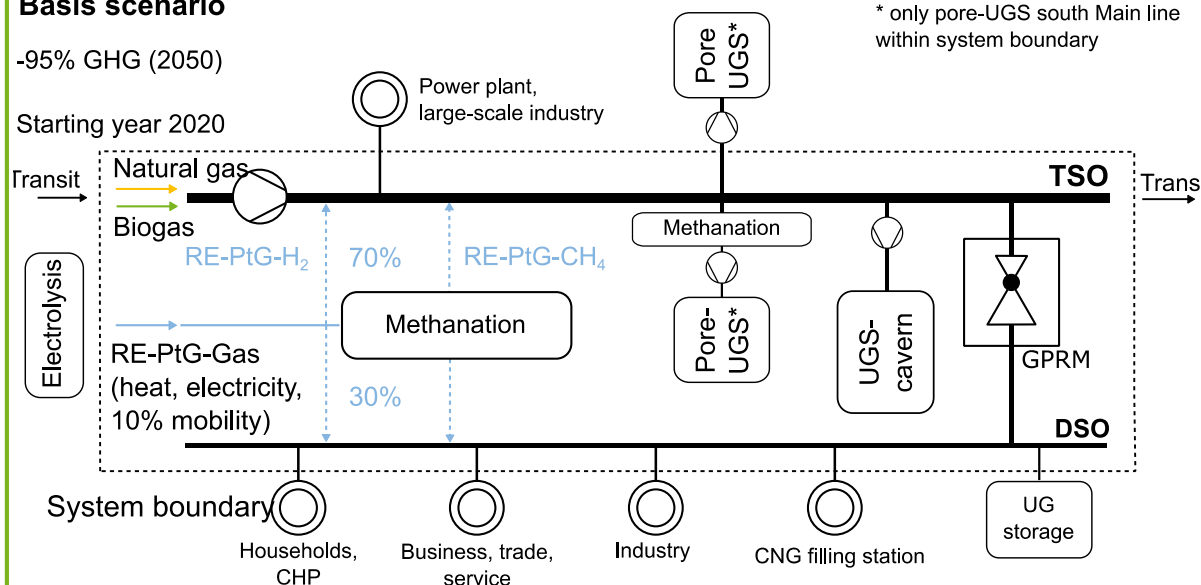 Basis scenario
-95% GHG (2050)
Starting year 2020
* only pore-UGS south Main line
within system boundary
Pore
UGS*
Power plant,
large-scale industry
Transit
Natural gas
Biogas
TSO
Trans
RE-PtG-H₂
70%
RE-PtG-CH₄
Methanation
Electrolysis
Methanation
RE-PtG-Gas
(heat, electricity,
10% mobility)
30%
Pore-
UGS*
UGS-
cavern
GPRM
DSO
System boundary
Households,
CHP
Business, trade,
service
Industry
CNG filling station
UG
storage